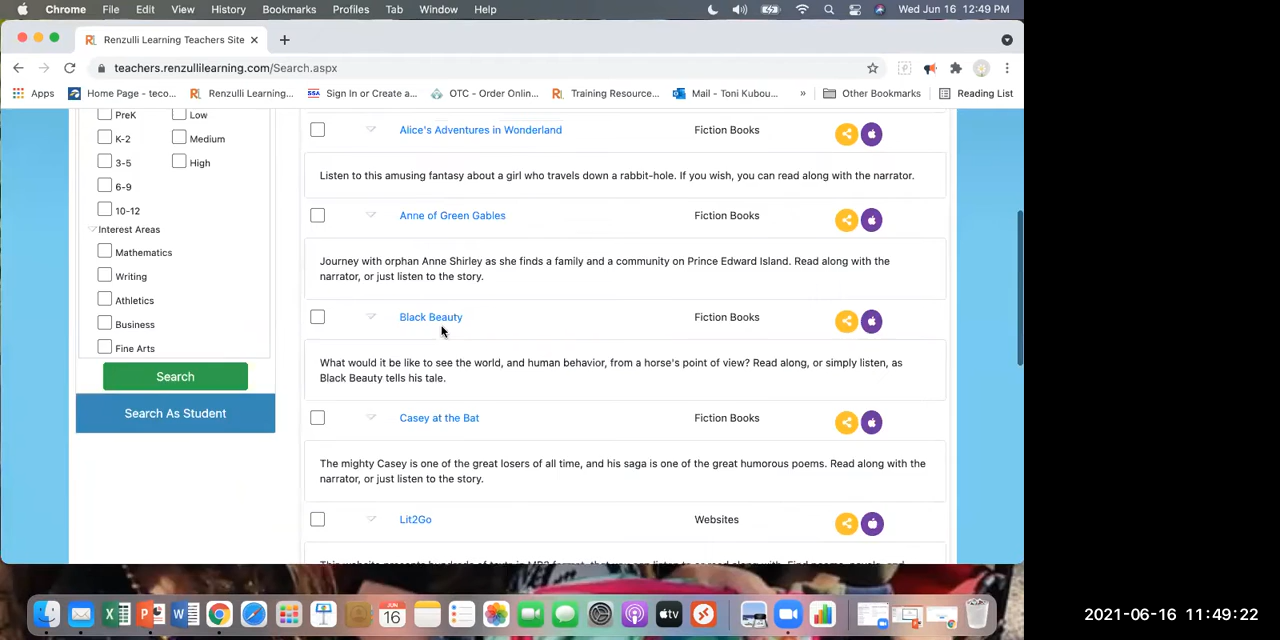 Chrome File Edit View History Bookmarks Profiles Tab Window Help Wed Jun 16 12:49 PM
Renzulli Learning Teachers Site
teachers.renzullilearning.com/Search.aspx
Apps Home Page - teco... Renzulli Learning... SSA Sign In or Create a... OTC - Order Onlin... Training Resource... Mail - Toni Kubou... » Other Bookmarks Reading List
PreK Low
K-2 Medium
3-5 High
6-9
10-12
Interest Areas
Mathematics
Writing
Athletics
Business
Fine Arts
Search
Search As Student
Alice's Adventures in Wonderland Fiction Books
Listen to this amusing fantasy about a girl who travels down a rabbit-hole. If you wish, you can read along with the narrator.
Anne of Green Gables Fiction Books
Journey with orphan Anne Shirley as she finds a family and a community on Prince Edward Island. Read along with the
narrator, or just listen to the story.
Black Beauty Fiction Books
What would it be like to see the world, and human behavior, from a horse's point of view? Read along, or simply listen, as
Black Beauty tells his tale.
Casey at the Bat Fiction Books
The mighty Casey is one of the great losers of all time, and his saga is one of the great humorous poems. Read along with the
narrator, or just listen to the story.
Lit2Go Websites
JUN
16
tv
2021-06-16 11:49:22